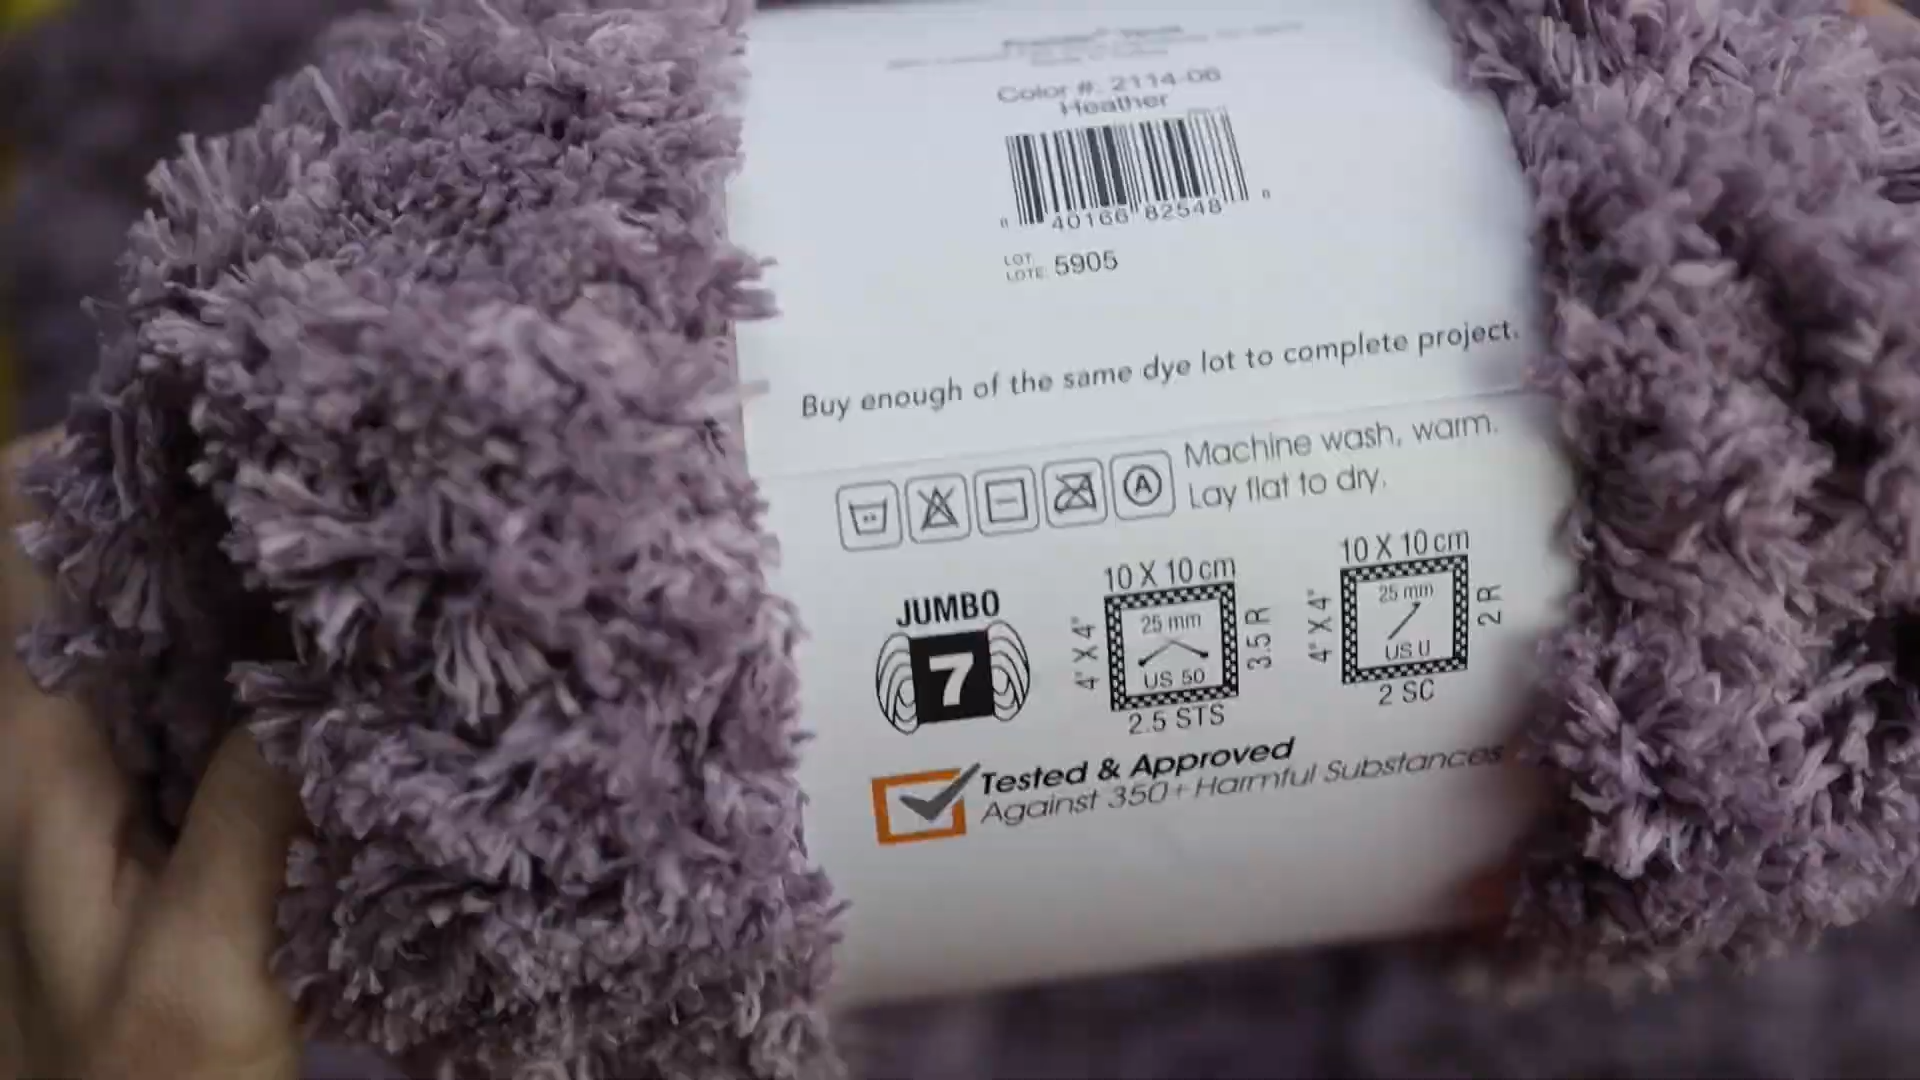 Color #: 2114-06
Heather
0 40166 82548 8
LOT
LOTE: 5905
Buy enough of the same dye lot to complete project.
A
Machine wash, warm.
Lay flat to dry.
JUMBO
7
10 X 10 cm
4" X 4"
25 mm
US 50
3.5 R
2.5 STS
10 X 10 cm
4" X 4"
25 mm
US U
2 R
2 SC
Tested & Approved
Against 350+ Harmful Substances